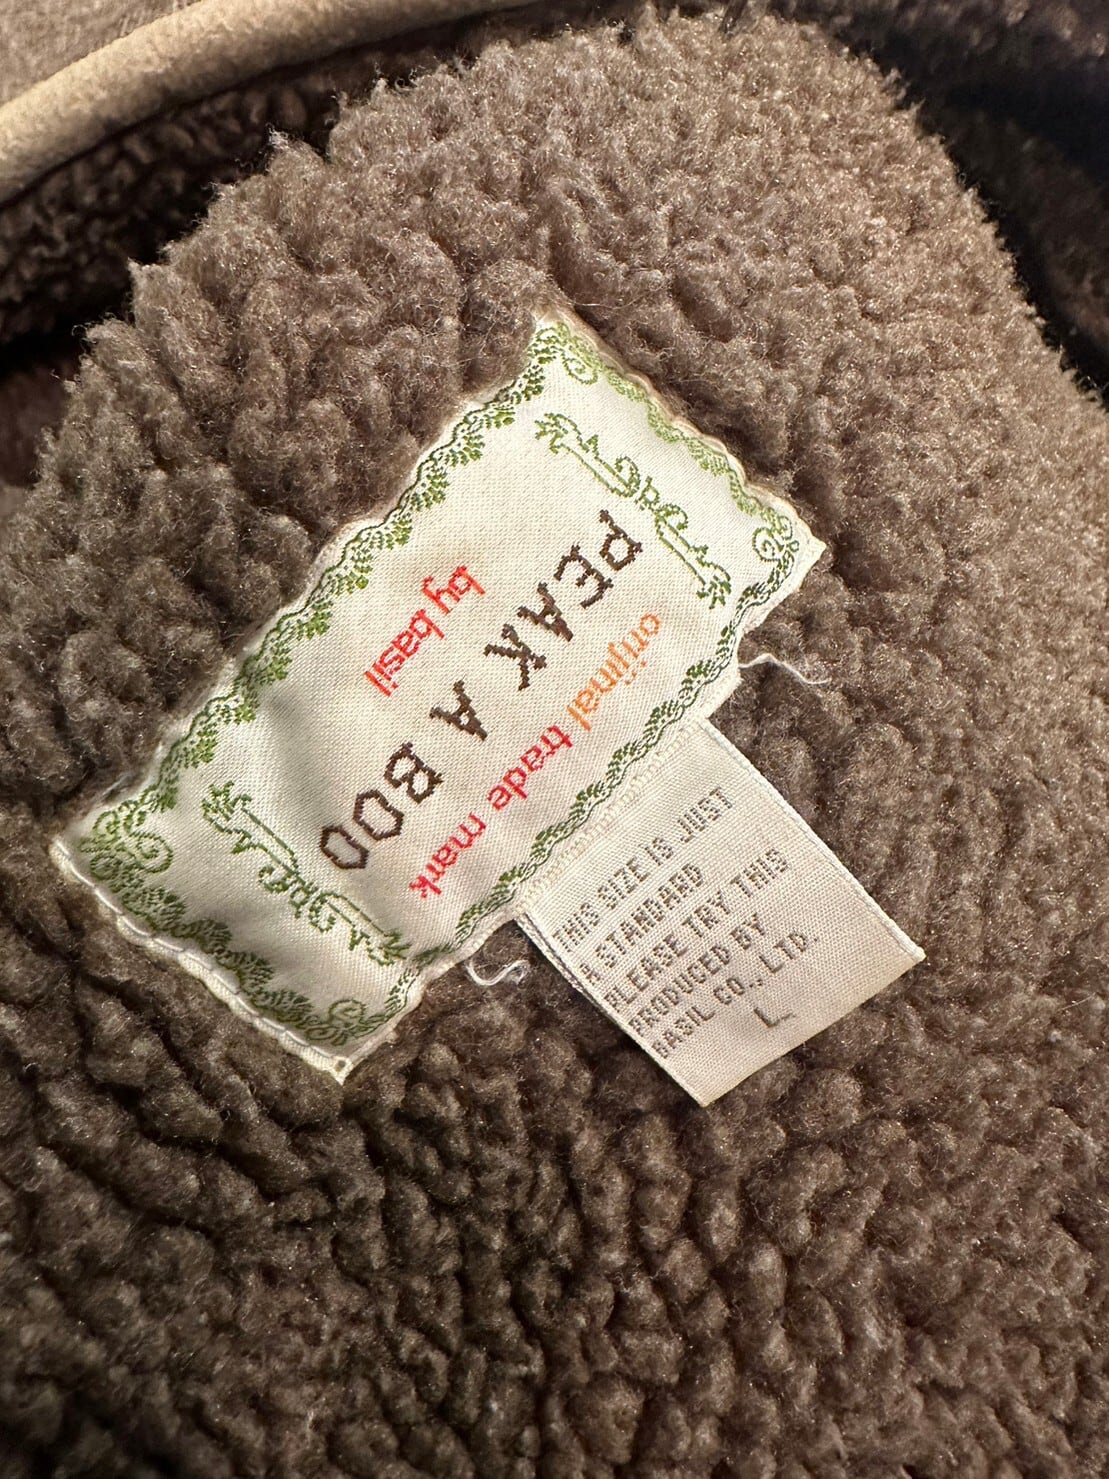 by basil
PEAK A BOO
orijinal trade mark
THIS SIZE IS JUST
A STANDARD
PLEASE TRY THIS
PRODUCED BY
BASIL CO., LTD.
L